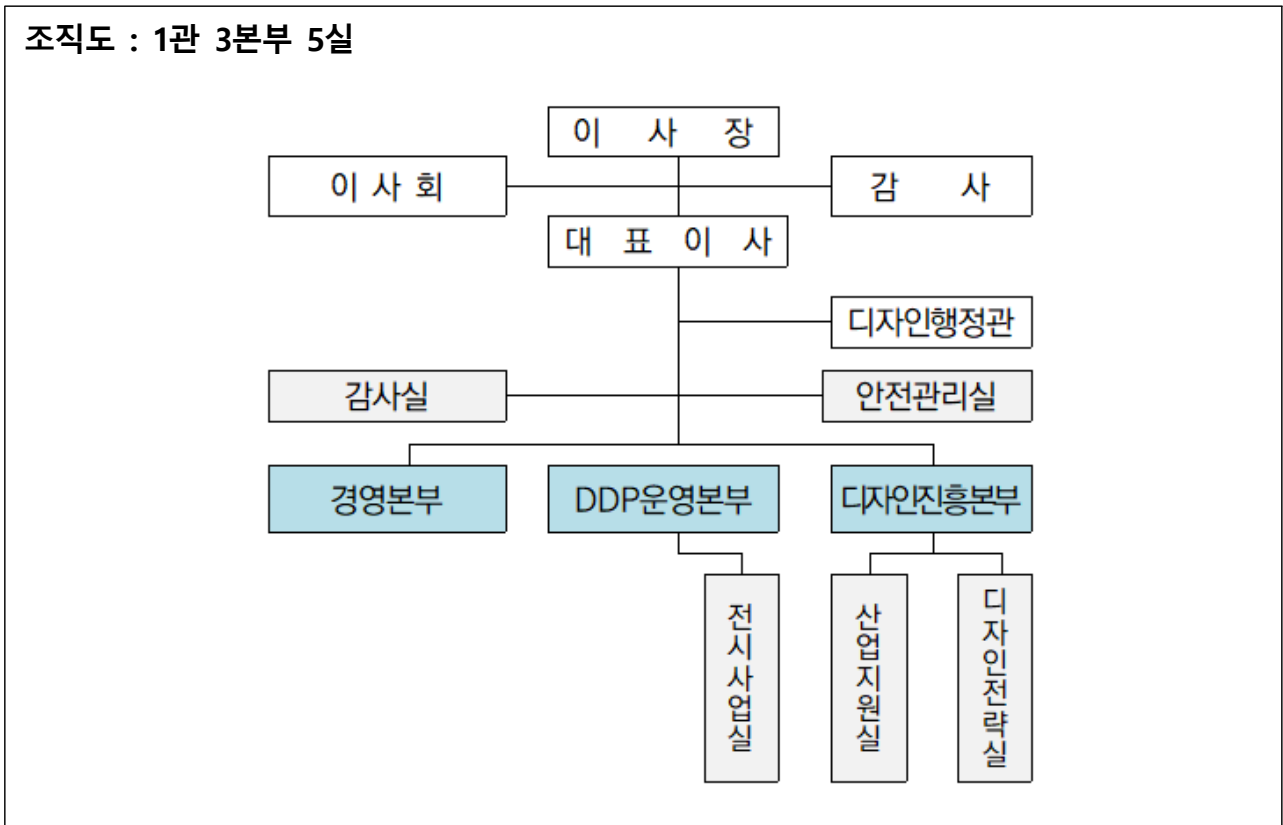 조직도 : 1관 3본부 5실
이 사 장
이 사 회
감 사
대 표 이 사
디자인행정관
감사실
안전관리실
경영본부
DDP운영본부
디자인진흥본부
전시사업실
산업지원실
디자인전략실